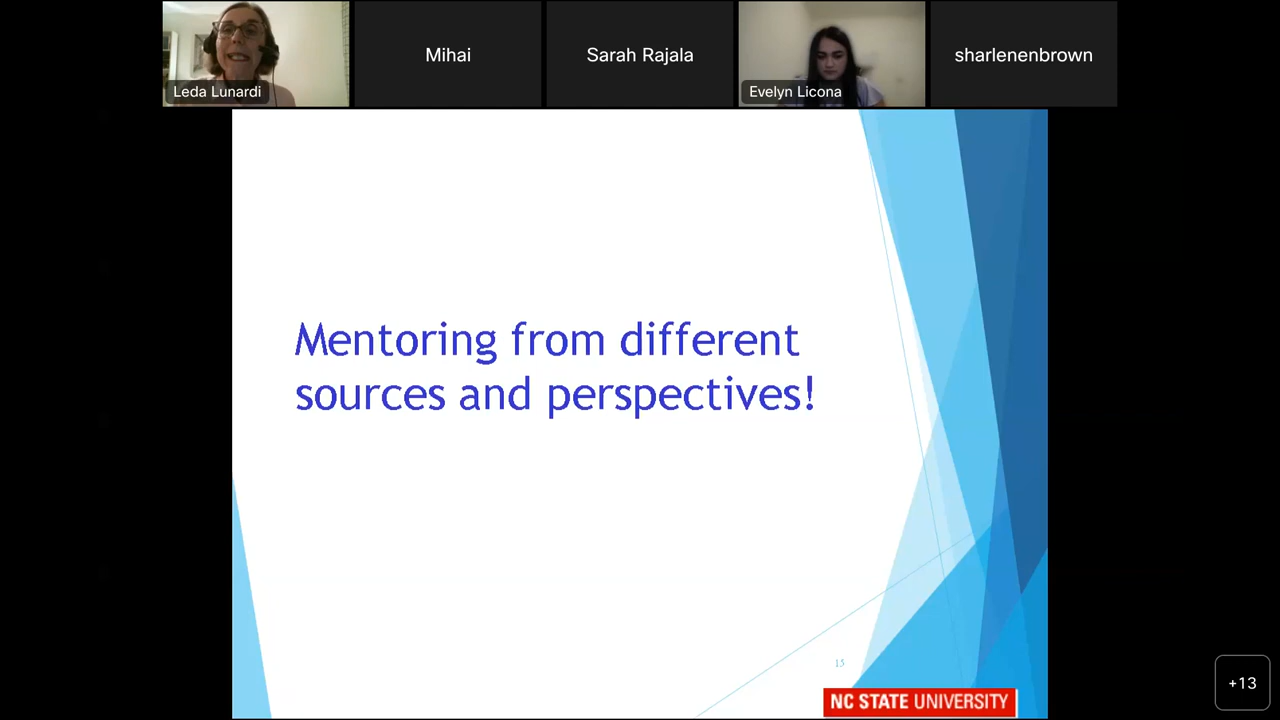 Leda Lunardi
Mihai
Sarah Rajala
Evelyn Licona
sharlenenbrown
Mentoring from different
sources and perspectives!
15
NC STATE UNIVERSITY
+13